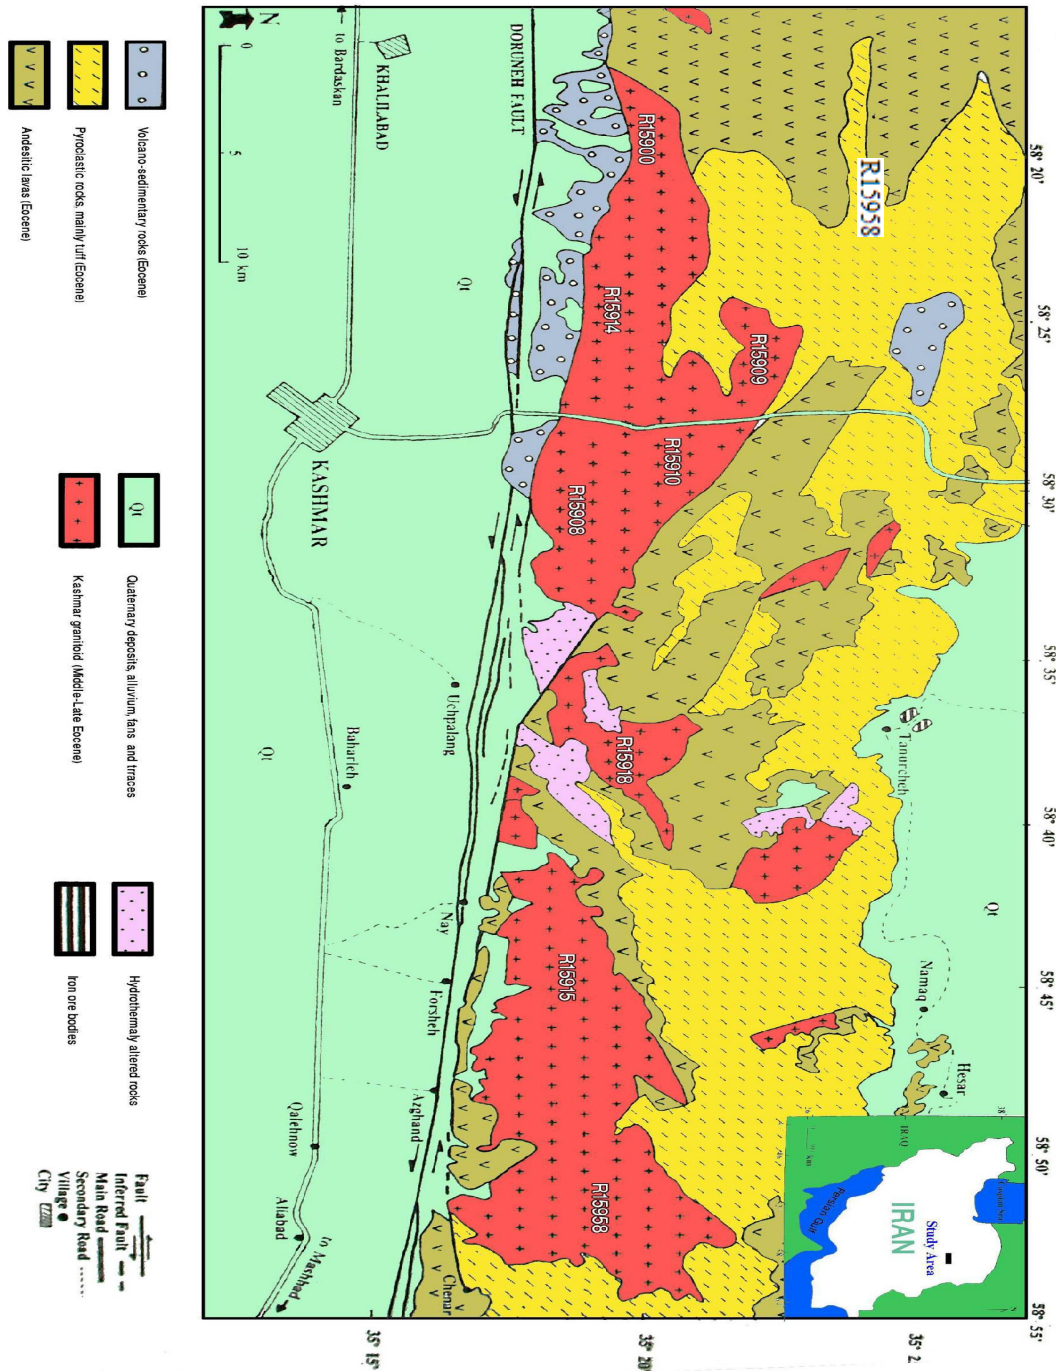 58° 20'
58° 25'
58° 30'
58° 35'
58° 40'
58° 45'
58° 50'
58° 55'
35° 2
35° 20'
35° 15'
R15958
R15900
R15914
R15909
R15910
R15908
R15918
R15915
R15958
DORUNEH FAULT
KHALILABAD
to Bardaskan
KASHMAR
Uchpalang
Baharieh
Nay
Forsheh
Azghand
Qalehnow
Aliabad
to Mashhad
Chenar
Tanurcheh
Namaq
Hesar
Qt
Qt
Qt
N
0
5
10 km
IRAN
Study Area
Persian Gulf
IRAQ
Volcano-sedimentary rocks (Eocene)
Pyroclastic rocks, mainly tuff (Eocene)
Andesitic lavas (Eocene)
Qt
Quaternary deposits, alluvium, fans and traces
Kashmar granitoid (Middle-Late Eocene)
Hydrothermaly altered rocks
Iron ore bodies
Fault
Inferred Fault
Main Road
Secondary Road
Village
City